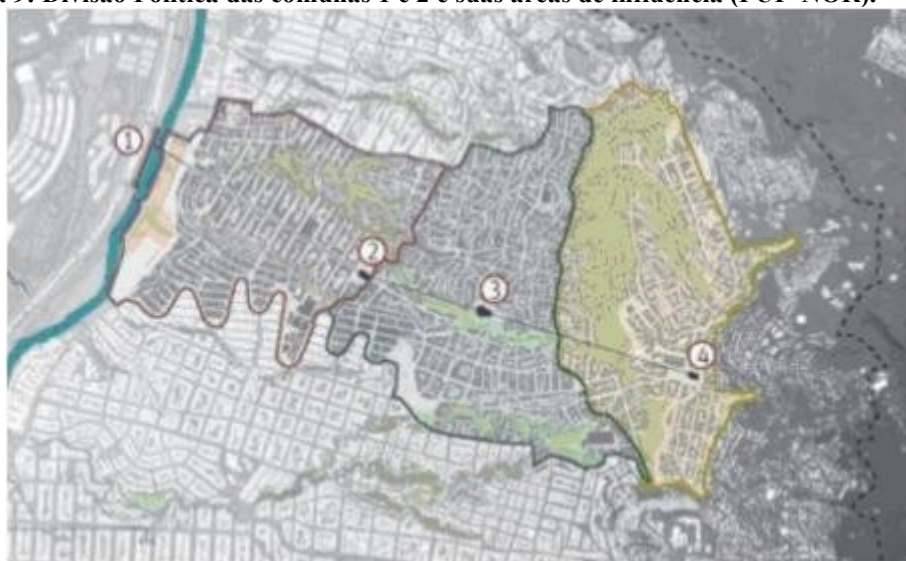 9: Divisão Política das comunas 1 e 2 e suas áreas de influência (PUI- NOR).
1
2
3
4